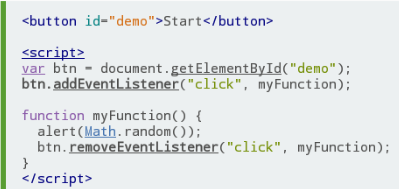 <button id="demo">Start</button>
<script>
var btn = document.getElementById("demo");
btn.addEventListener("click", myFunction);
function myFunction() {
alert(Math.random());
btn.removeEventListener("click", myFunction);
}
</script>